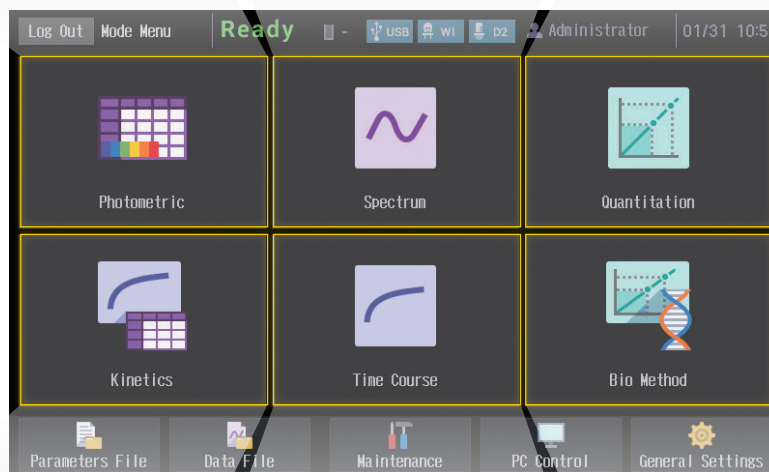 Log Out Mode Menu Ready - USB WI D2 Administrator 01/31 10:5
Photometric Spectrum Quantitation
Kinetics Time Course Bio Method
Parameters File Data File Maintenance PC Control General Settings